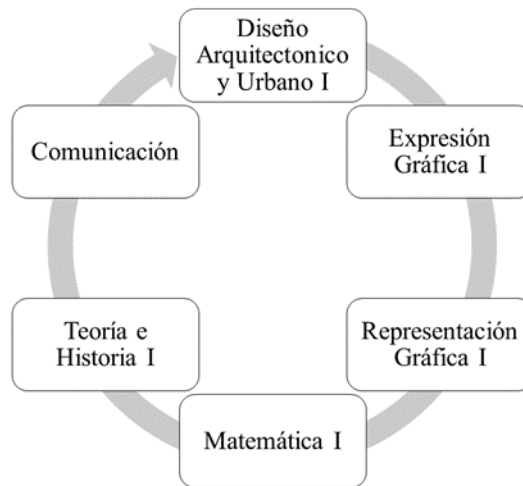 Diseño
Arquitectonico
y Urbano I
Expresión
Gráfica I
Representación
Gráfica I
Matemática I
Teoría e
Historia I
Comunicación